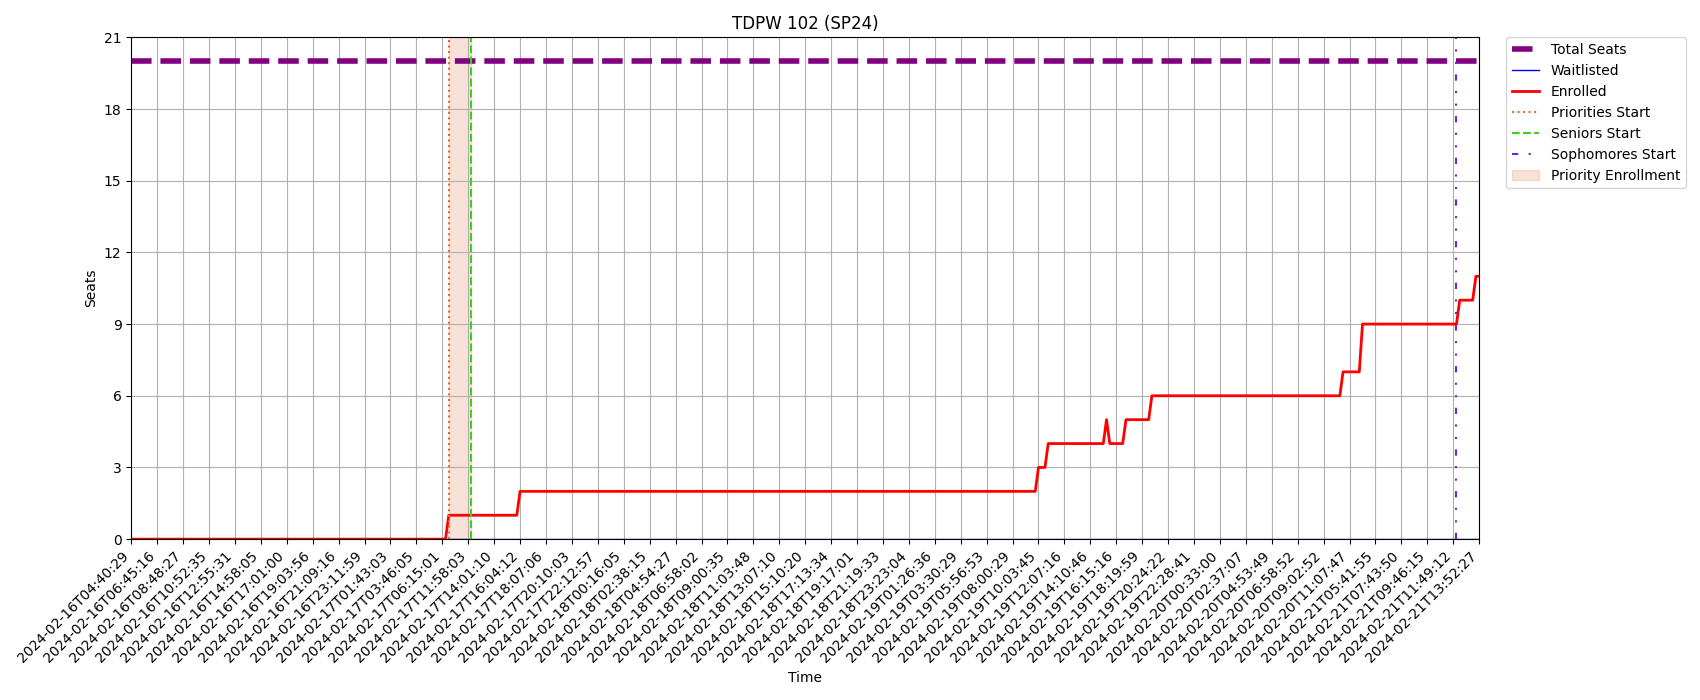 TDPW 102 (SP24)
21
18
15
12
9
6
3
0
Seats
2024-02-16T04:40:29
2024-02-16T06:45:16
2024-02-16T08:48:27
2024-02-16T10:52:35
2024-02-16T12:55:31
2024-02-16T14:58:05
2024-02-16T17:01:00
2024-02-16T19:03:56
2024-02-16T21:09:16
2024-02-16T23:11:59
2024-02-17T01:43:03
2024-02-17T03:46:05
2024-02-17T06:15:01
2024-02-17T11:58:03
2024-02-17T14:01:10
2024-02-17T16:04:12
2024-02-17T18:07:06
2024-02-17T20:10:03
2024-02-17T22:12:57
2024-02-18T00:16:05
2024-02-18T02:38:15
2024-02-18T04:54:27
2024-02-18T06:58:02
2024-02-18T09:00:35
2024-02-18T11:03:48
2024-02-18T13:07:10
2024-02-18T15:10:20
2024-02-18T17:13:34
2024-02-18T19:17:01
2024-02-18T21:19:33
2024-02-18T23:23:04
2024-02-19T01:26:36
2024-02-19T03:30:29
2024-02-19T05:56:53
2024-02-19T08:00:29
2024-02-19T10:03:45
2024-02-19T12:07:16
2024-02-19T14:10:46
2024-02-19T16:15:16
2024-02-19T18:19:59
2024-02-19T20:24:22
2024-02-19T22:28:41
2024-02-20T00:33:00
2024-02-20T02:37:07
2024-02-20T04:53:49
2024-02-20T06:58:52
2024-02-20T09:02:52
2024-02-20T11:07:47
2024-02-21T05:41:55
2024-02-21T07:43:50
2024-02-21T09:46:15
2024-02-21T11:49:12
2024-02-21T13:52:27
Time
Total Seats
Waitlisted
Enrolled
Priorities Start
Seniors Start
Sophomores Start
Priority Enrollment